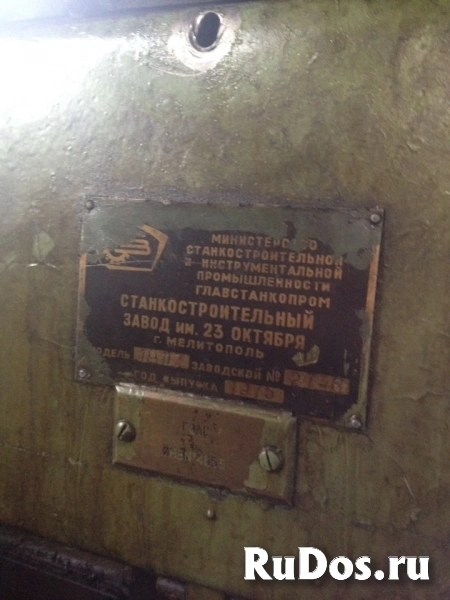 МИНИСТЕРСТВО
СТАНКОСТРОИТЕЛЬНОЙ
И ИНСТРУМЕНТАЛЬНОЙ
ПРОМЫШЛЕННОСТИ
ГЛАВСТАНКОПРОМ
СТАНКОСТРОИТЕЛЬНЫЙ
ЗАВОД ИМ. 23 ОКТЯБРЯ
Г. МЕЛИТОПОЛЬ
ЗАВОДСКОЙ №
ГОД ВЫПУСКА
RuDos.ru